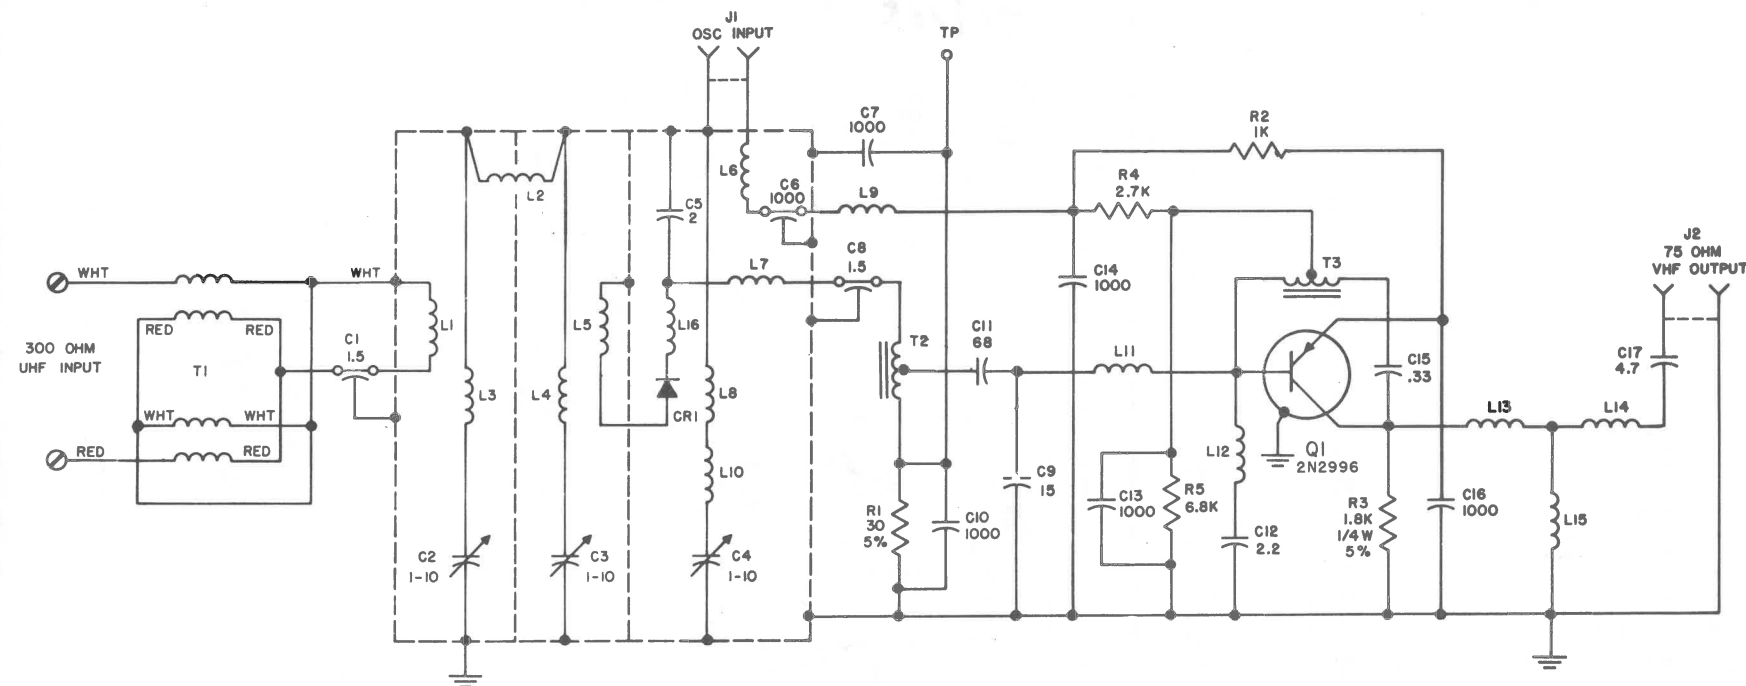 J1
OSC INPUT
TP
C7
1000
R2
1K
L6
C6
1000
L9
R4
2.7K
L2
C5
2
C8
1.5
J2
75 OHM
VHF OUTPUT
WHT
WHT
L7
C14
1000
T3
RED
RED
L1
L5
L16
C1
1.5
300 OHM
UHF INPUT
T1
T2
C11
68
L11
C15
.33
C17
4.7
L3
L4
L8
CR1
WHT
WHT
L13
L14
RED
RED
L12
Q1
2N2996
L10
C9
15
C13
1000
R5
6.8K
R3
1.8K
1/4 W
5%
C16
1000
L15
R1
30
5%
C10
1000
C12
2.2
C2
1-10
C3
1-10
C4
1-10